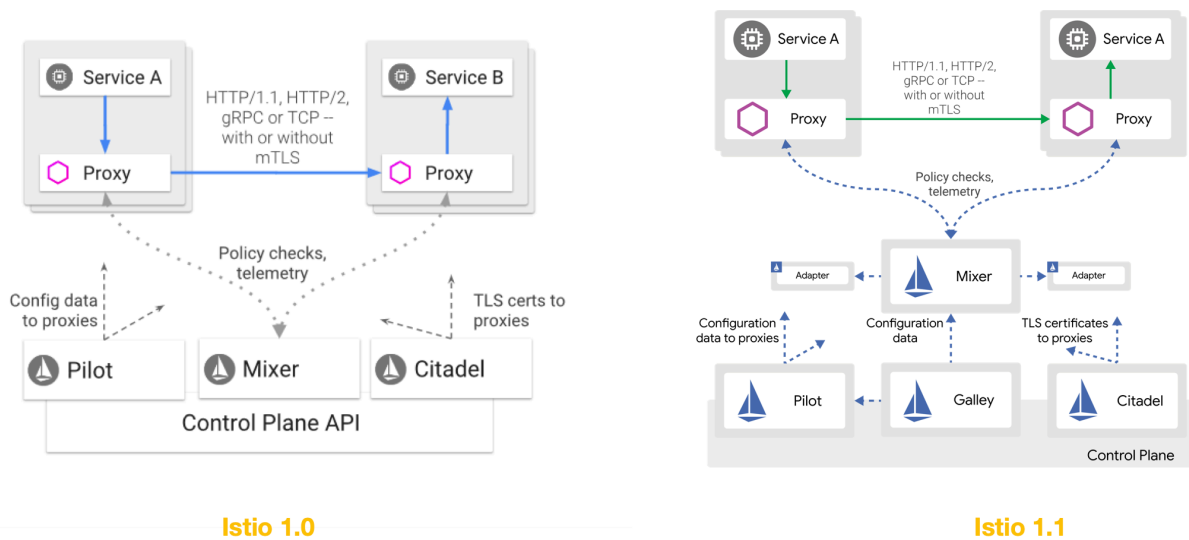 Service A
Service B
HTTP/1.1, HTTP/2,
gRPC or TCP --
with or without
mTLS
Proxy
Proxy
Policy checks,
telemetry
Config data
to proxies
TLS certs to
proxies
Pilot
Mixer
Citadel
Control Plane API
Istio 1.0
Service A
Service A
HTTP/1.1, HTTP/2,
gRPC or TCP --
with or without
mTLS
Proxy
Proxy
Policy checks,
telemetry
Mixer
Adapter
Adapter
Configuration
data to proxies
Configuration
data
TLS certificates
to proxies
Pilot
Galley
Citadel
Control Plane
Istio 1.1